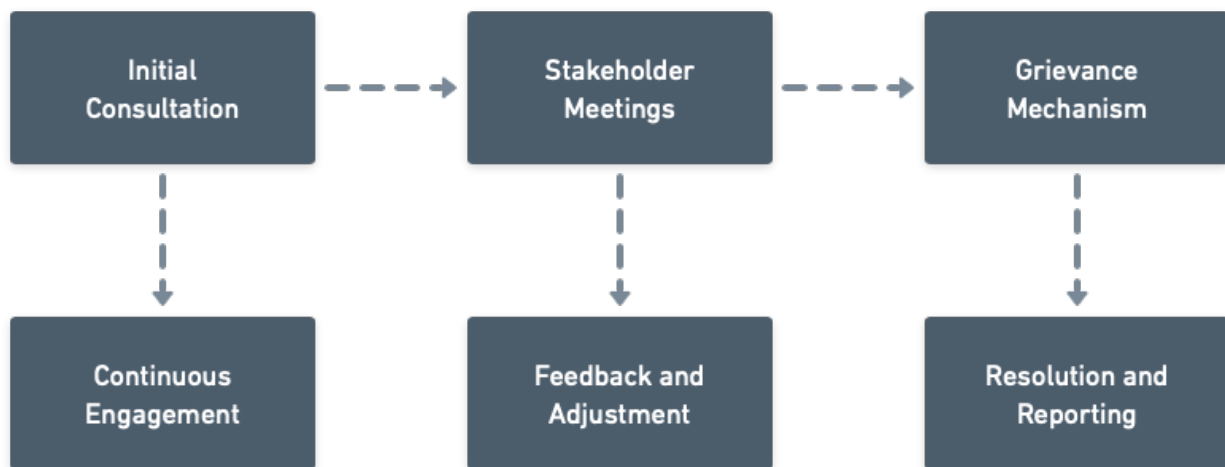 Initial
Consultation
Stakeholder
Meetings
Grievance
Mechanism
Continuous
Engagement
Feedback and
Adjustment
Resolution and
Reporting